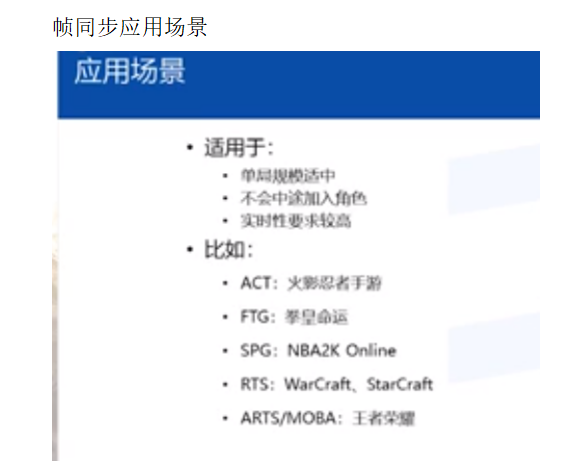 帧同步应用场景
应用场景
• 适用于：
• 单局规模适中
• 不会中途加入角色
• 实时性要求较高
• 比如：
• ACT：火影忍者手游
• FTG：拳皇命运
• SPG：NBA2K Online
• RTS：WarCraft、StarCraft
• ARTS/MOBA：王者荣耀